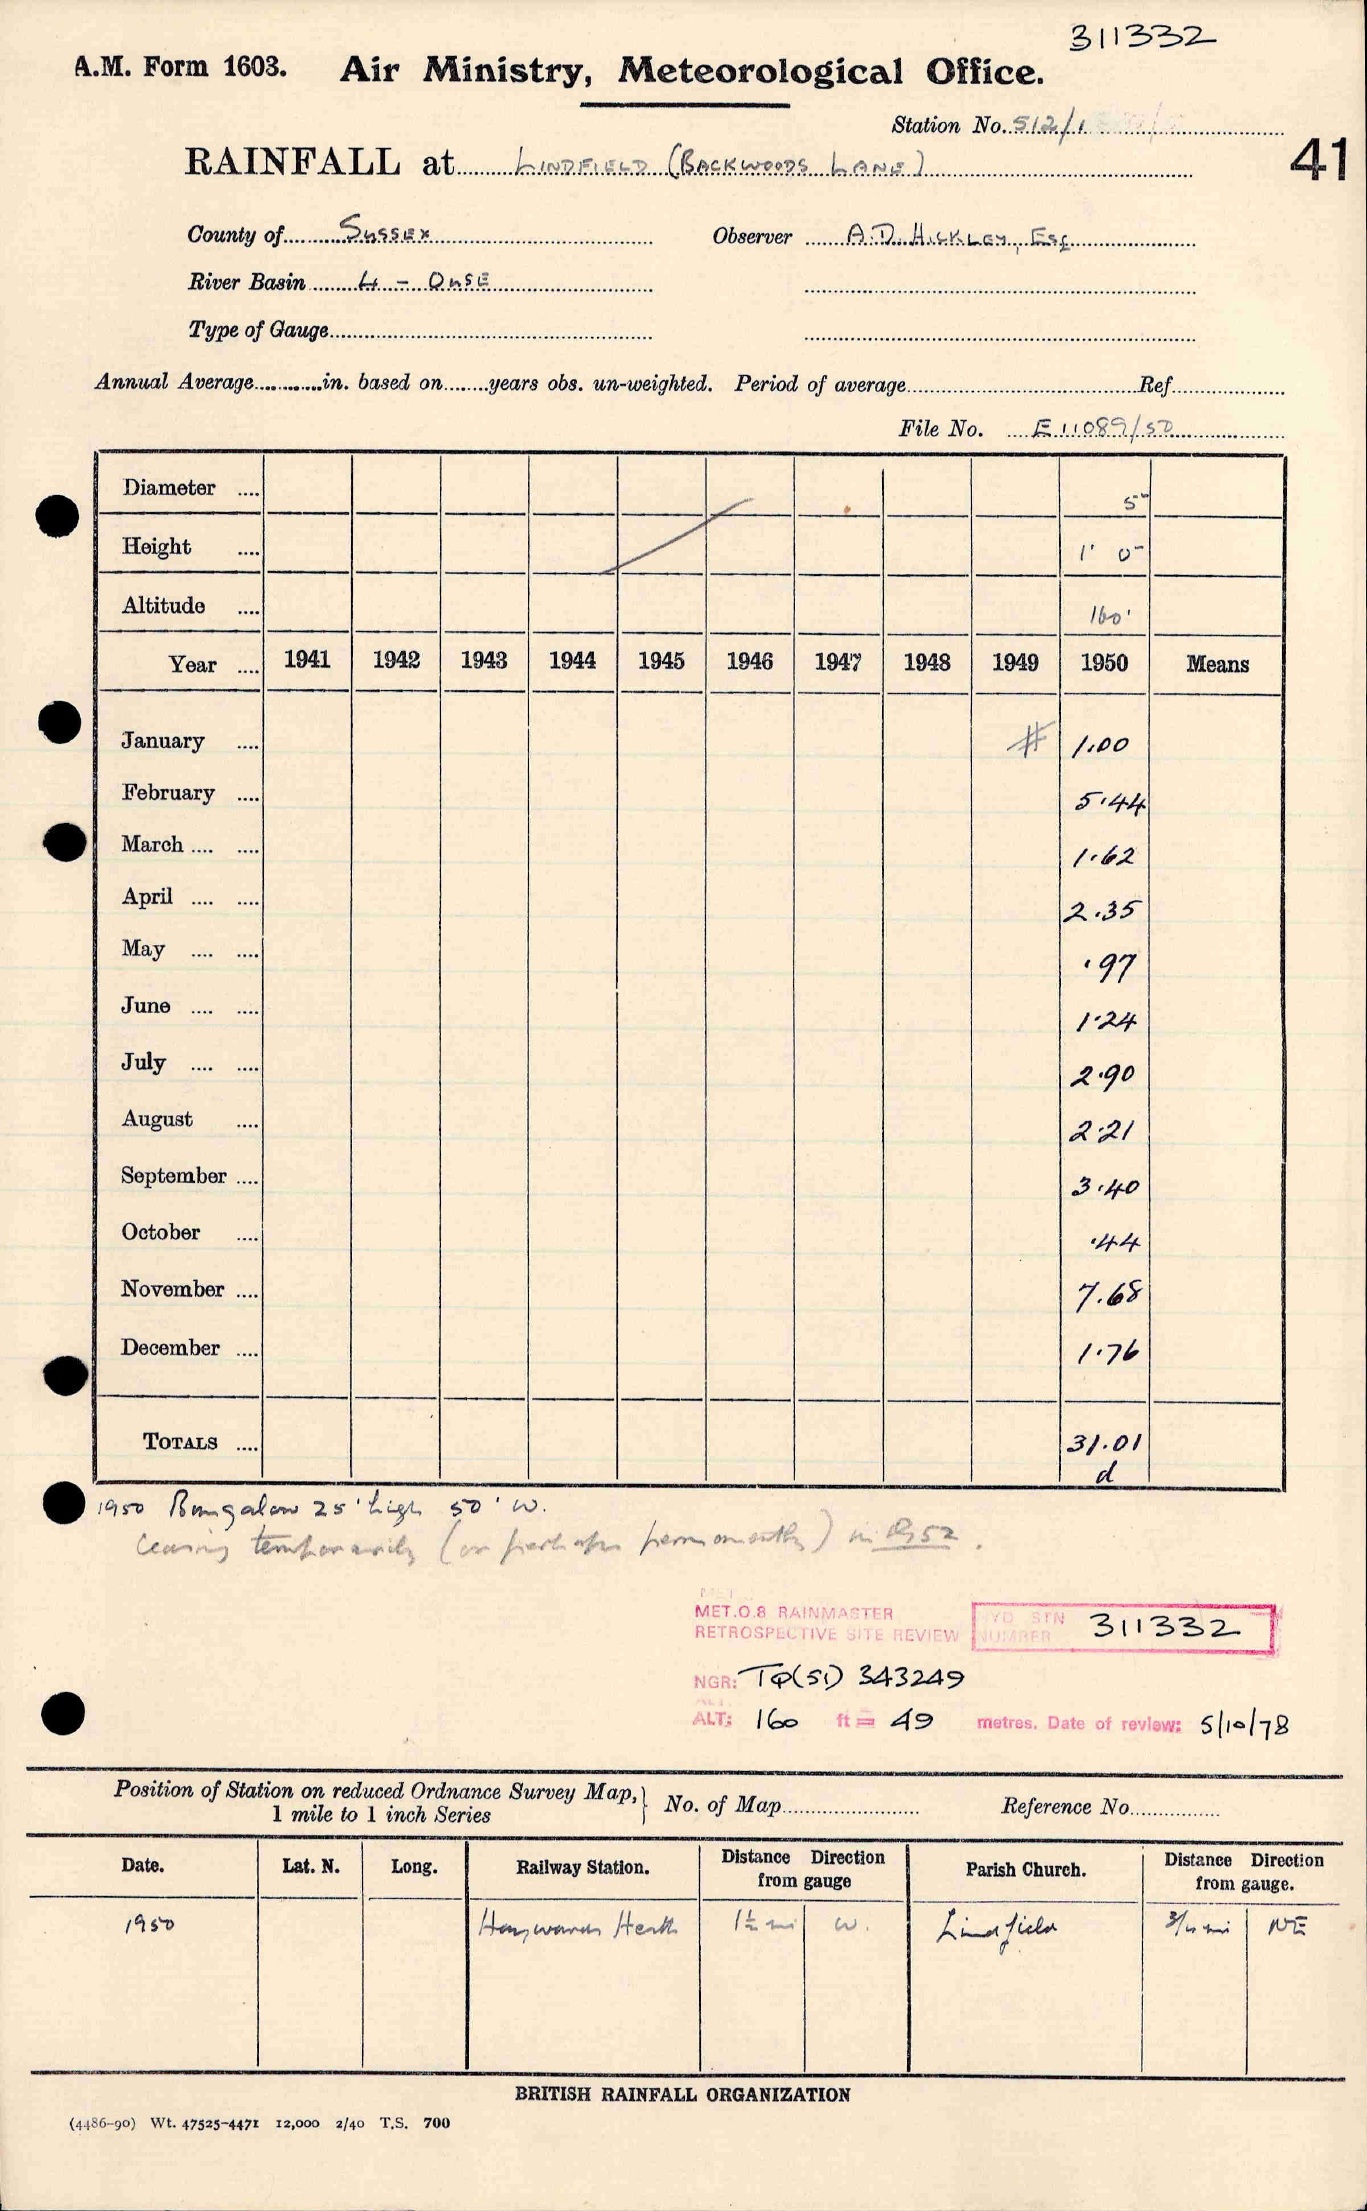 311332
A.M. Form 1603. Air Ministry, Meteorological Office.
Station No. 512/1
41
RAINFALL at LINDFIELD (BACKWOODS LANE)
County of SUSSEX Observer A.D. HICKLEY, ESQ
River Basin 4 - OUSE
Type of Gauge
Annual Average in. based on years obs. un-weighted. Period of average Ref
File No. E11089/50
Diameter 5"
Height 1' 0"
Altitude 160'
Year 1941 1942 1943 1944 1945 1946 1947 1948 1949 1950 Means
January # 1.00
February 5.44
March 1.62
April 2.35
May .97
June 1.24
July 2.90
August 2.21
September 3.40
October .44
November 7.68
December 1.76
TOTALS 31.01
d
1950 Bungalow 25' high 50' W.
Ceasing temporarily (or perhaps permanently) in 1952.
MET.O.8 RAINMASTER
RETROSPECTIVE SITE REVIEW
HYD STN NUMBER 311332
NGR: TQ(51) 343249
ALT: 160 ft = 49 metres. Date of review: 5/10/78
Position of Station on reduced Ordnance Survey Map, 1 mile to 1 inch Series } No. of Map Reference No.
Date. Lat. N. Long. Railway Station. Distance Direction from gauge Parish Church. Distance Direction from gauge.
1950 Haywards Heath 1½ mi W. Lindfield 3/4 mi NE
BRITISH RAINFALL ORGANIZATION
(4486-90) Wt. 47525-4471 12,000 2/40 T.S. 700